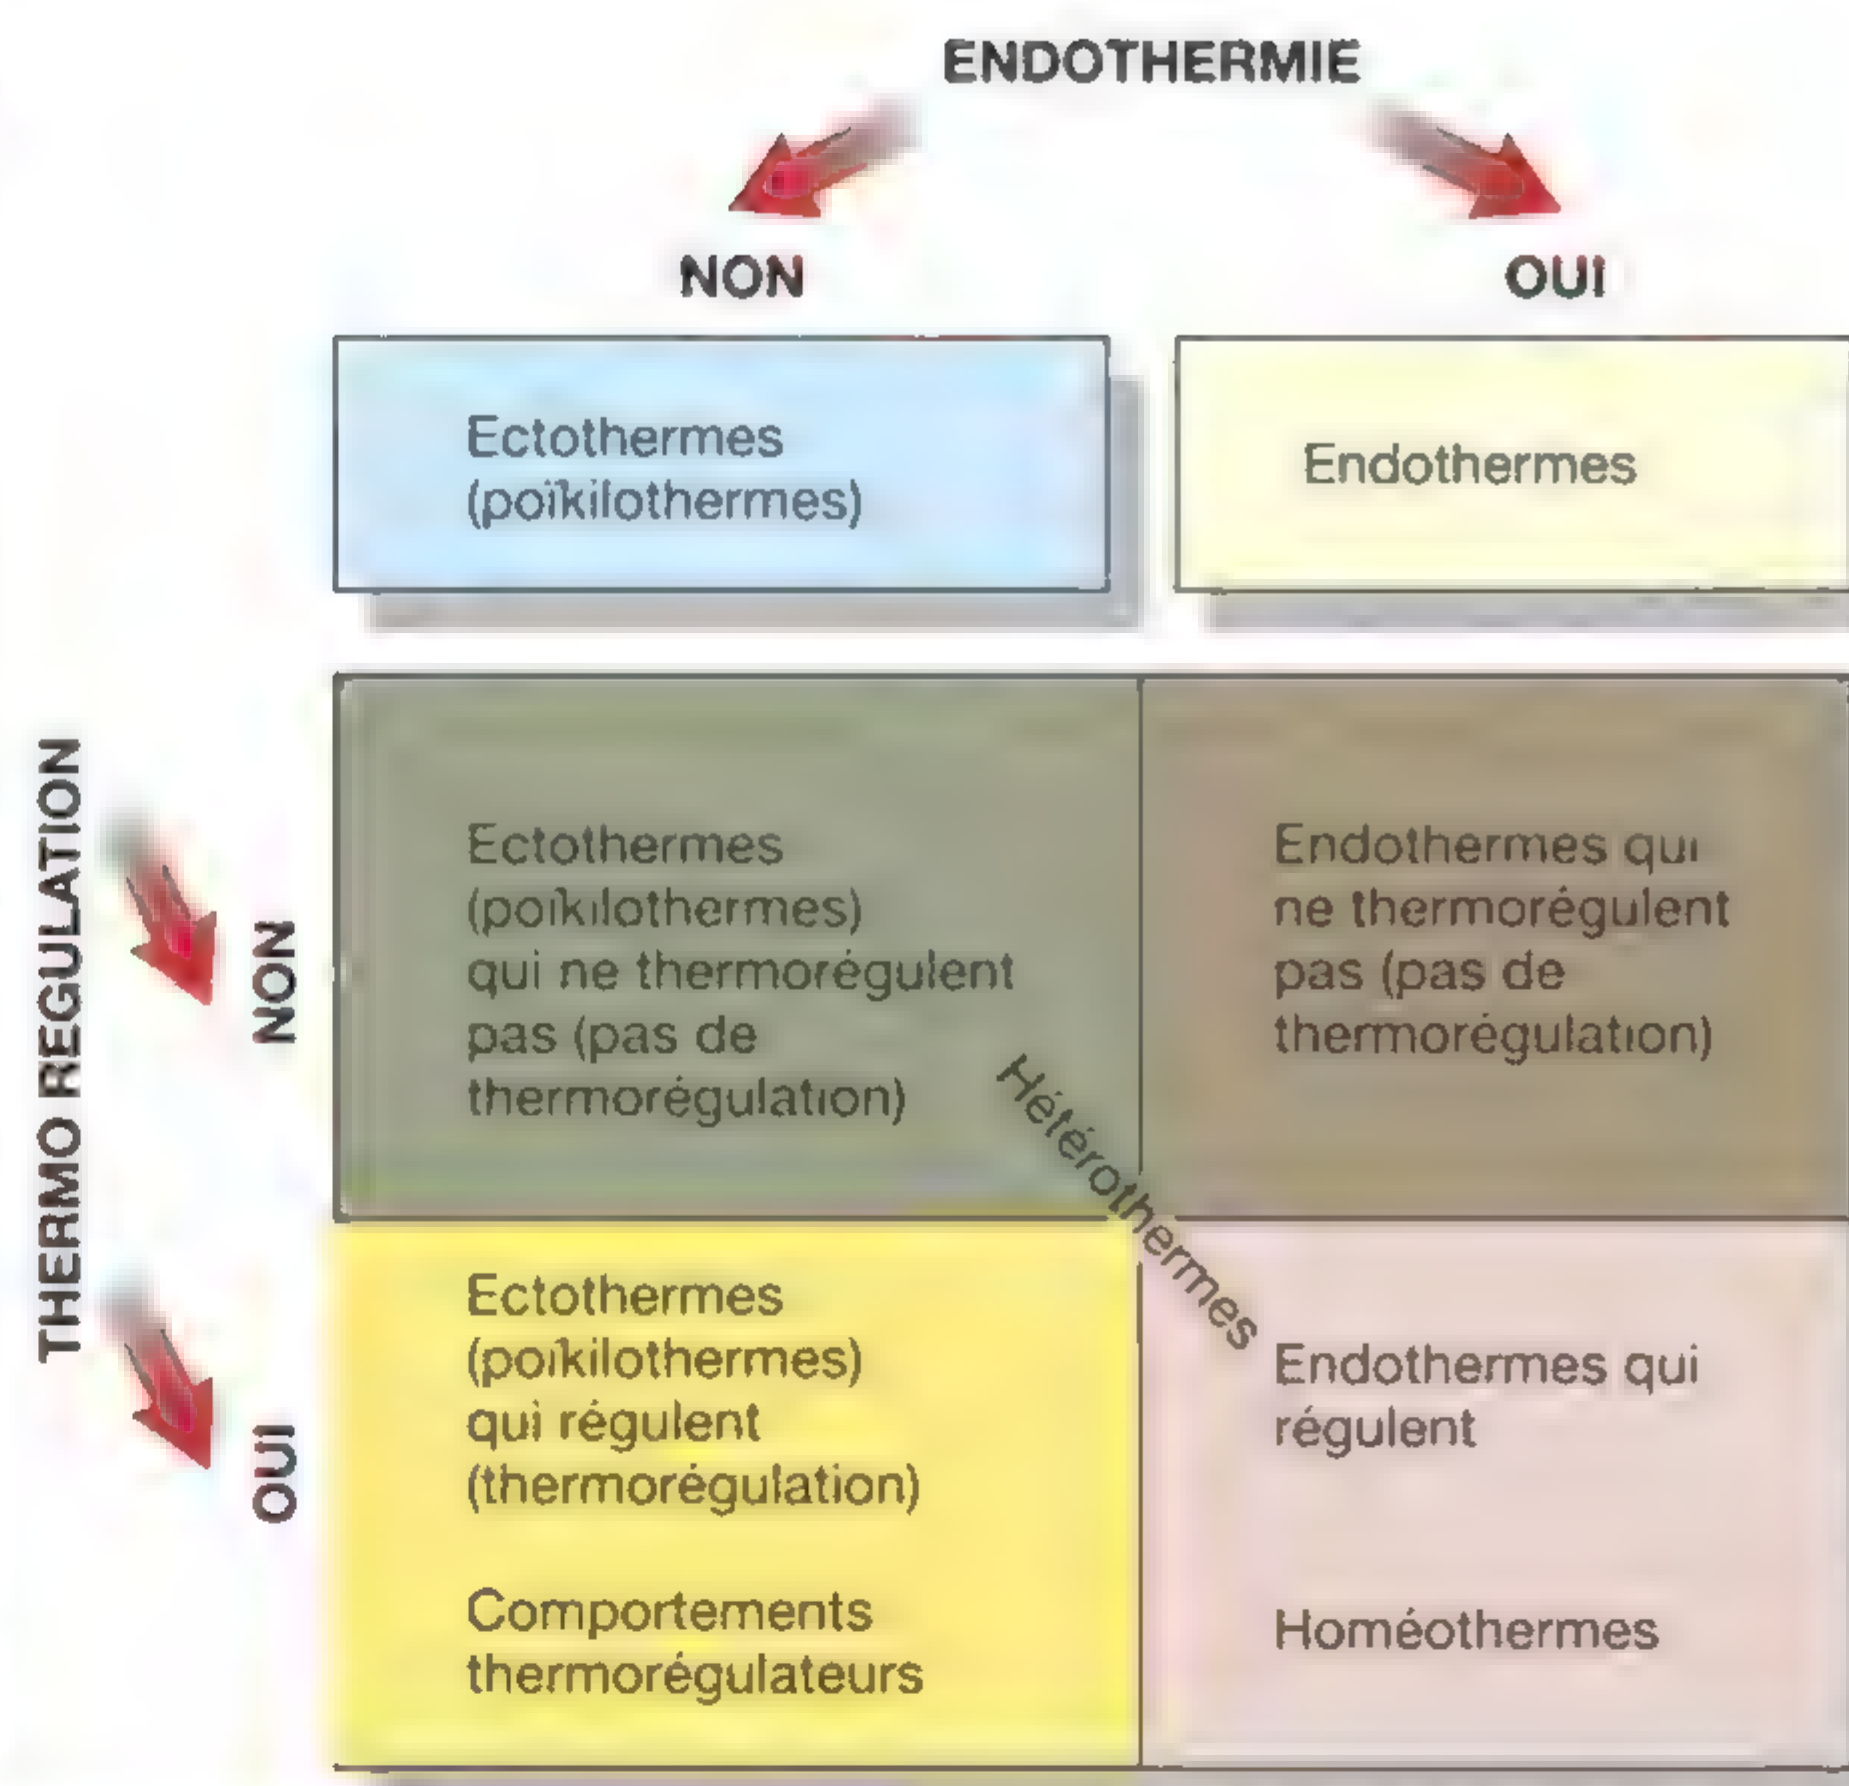 ENDOTHERMIE
NON
OUI
Ectothermes
(poïkilothermes)
Endothermes
THERMO REGULATION
NON
Ectothermes
(poïkilothermes)
qui ne thermorégulent
pas (pas de
thermorégulation)
Endothermes qui
ne thermorégulent
pas (pas de
thermorégulation)
Hétérothermes
OUI
Ectothermes
(poïkilothermes)
qui régulent
(thermorégulation)
Comportements
thermorégulateurs
Endothermes qui
régulent
Homéothermes